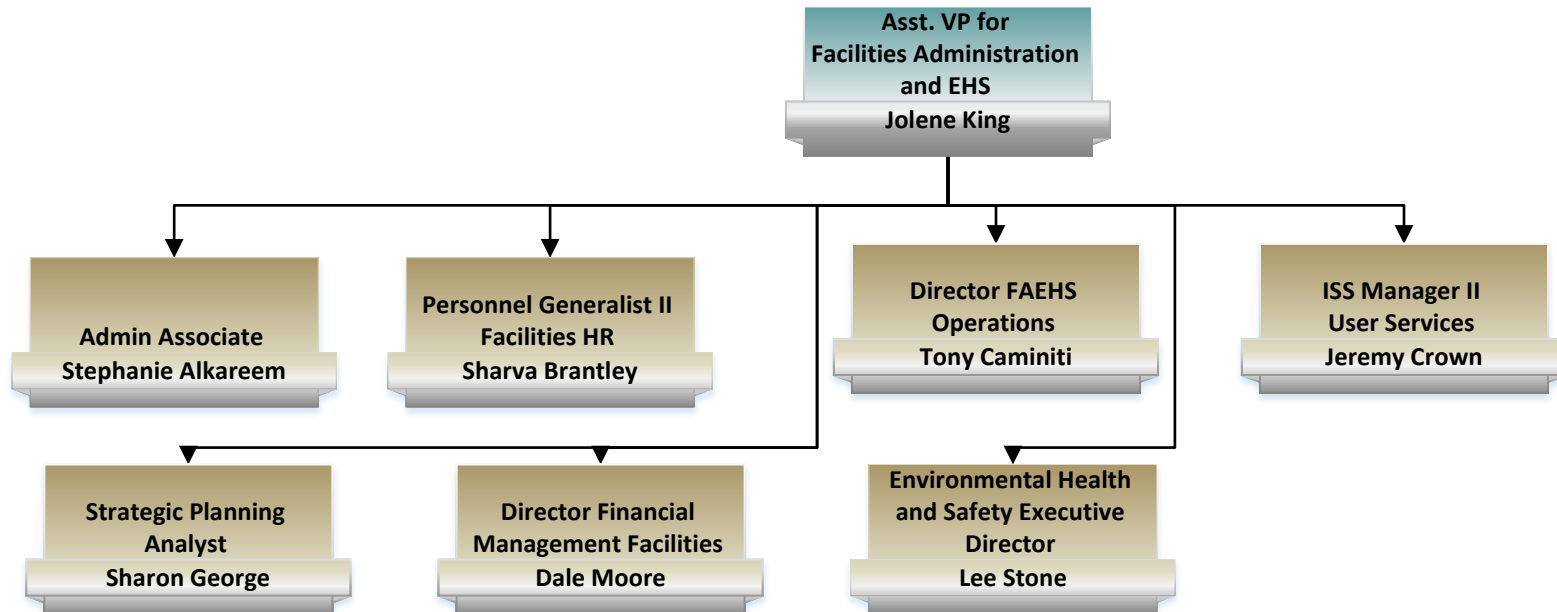 Asst. VP for
Facilities Administration
and EHS
Jolene King
Admin Associate
Stephanie Alkareem
Personnel Generalist II
Facilities HR
Sharva Brantley
Director FAEHS
Operations
Tony Caminiti
ISS Manager II
User Services
Jeremy Crown
Strategic Planning
Analyst
Sharon George
Director Financial
Management Facilities
Dale Moore
Environmental Health
and Safety Executive
Director
Lee Stone